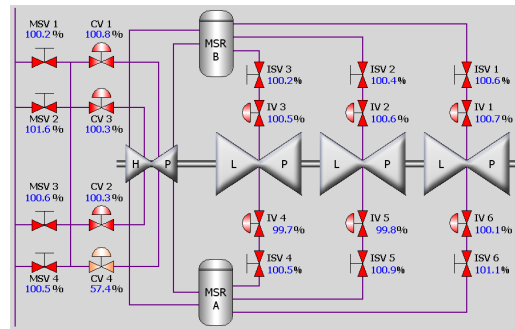 MSV 1
100.2%
CV 1
100.8%
MSR
B
ISV 3
100.2%
ISV 2
100.4%
ISV 1
100.6%
MSV 2
101.6%
CV 3
100.3%
IV 3
100.5%
IV 2
100.6%
IV 1
100.7%
H P
L P
L P
L P
MSV 3
100.6%
CV 2
100.3%
IV 4
99.7%
IV 5
99.8%
IV 6
100.1%
MSV 4
100.5%
CV 4
57.4%
MSR
A
ISV 4
100.5%
ISV 5
100.9%
ISV 6
101.1%